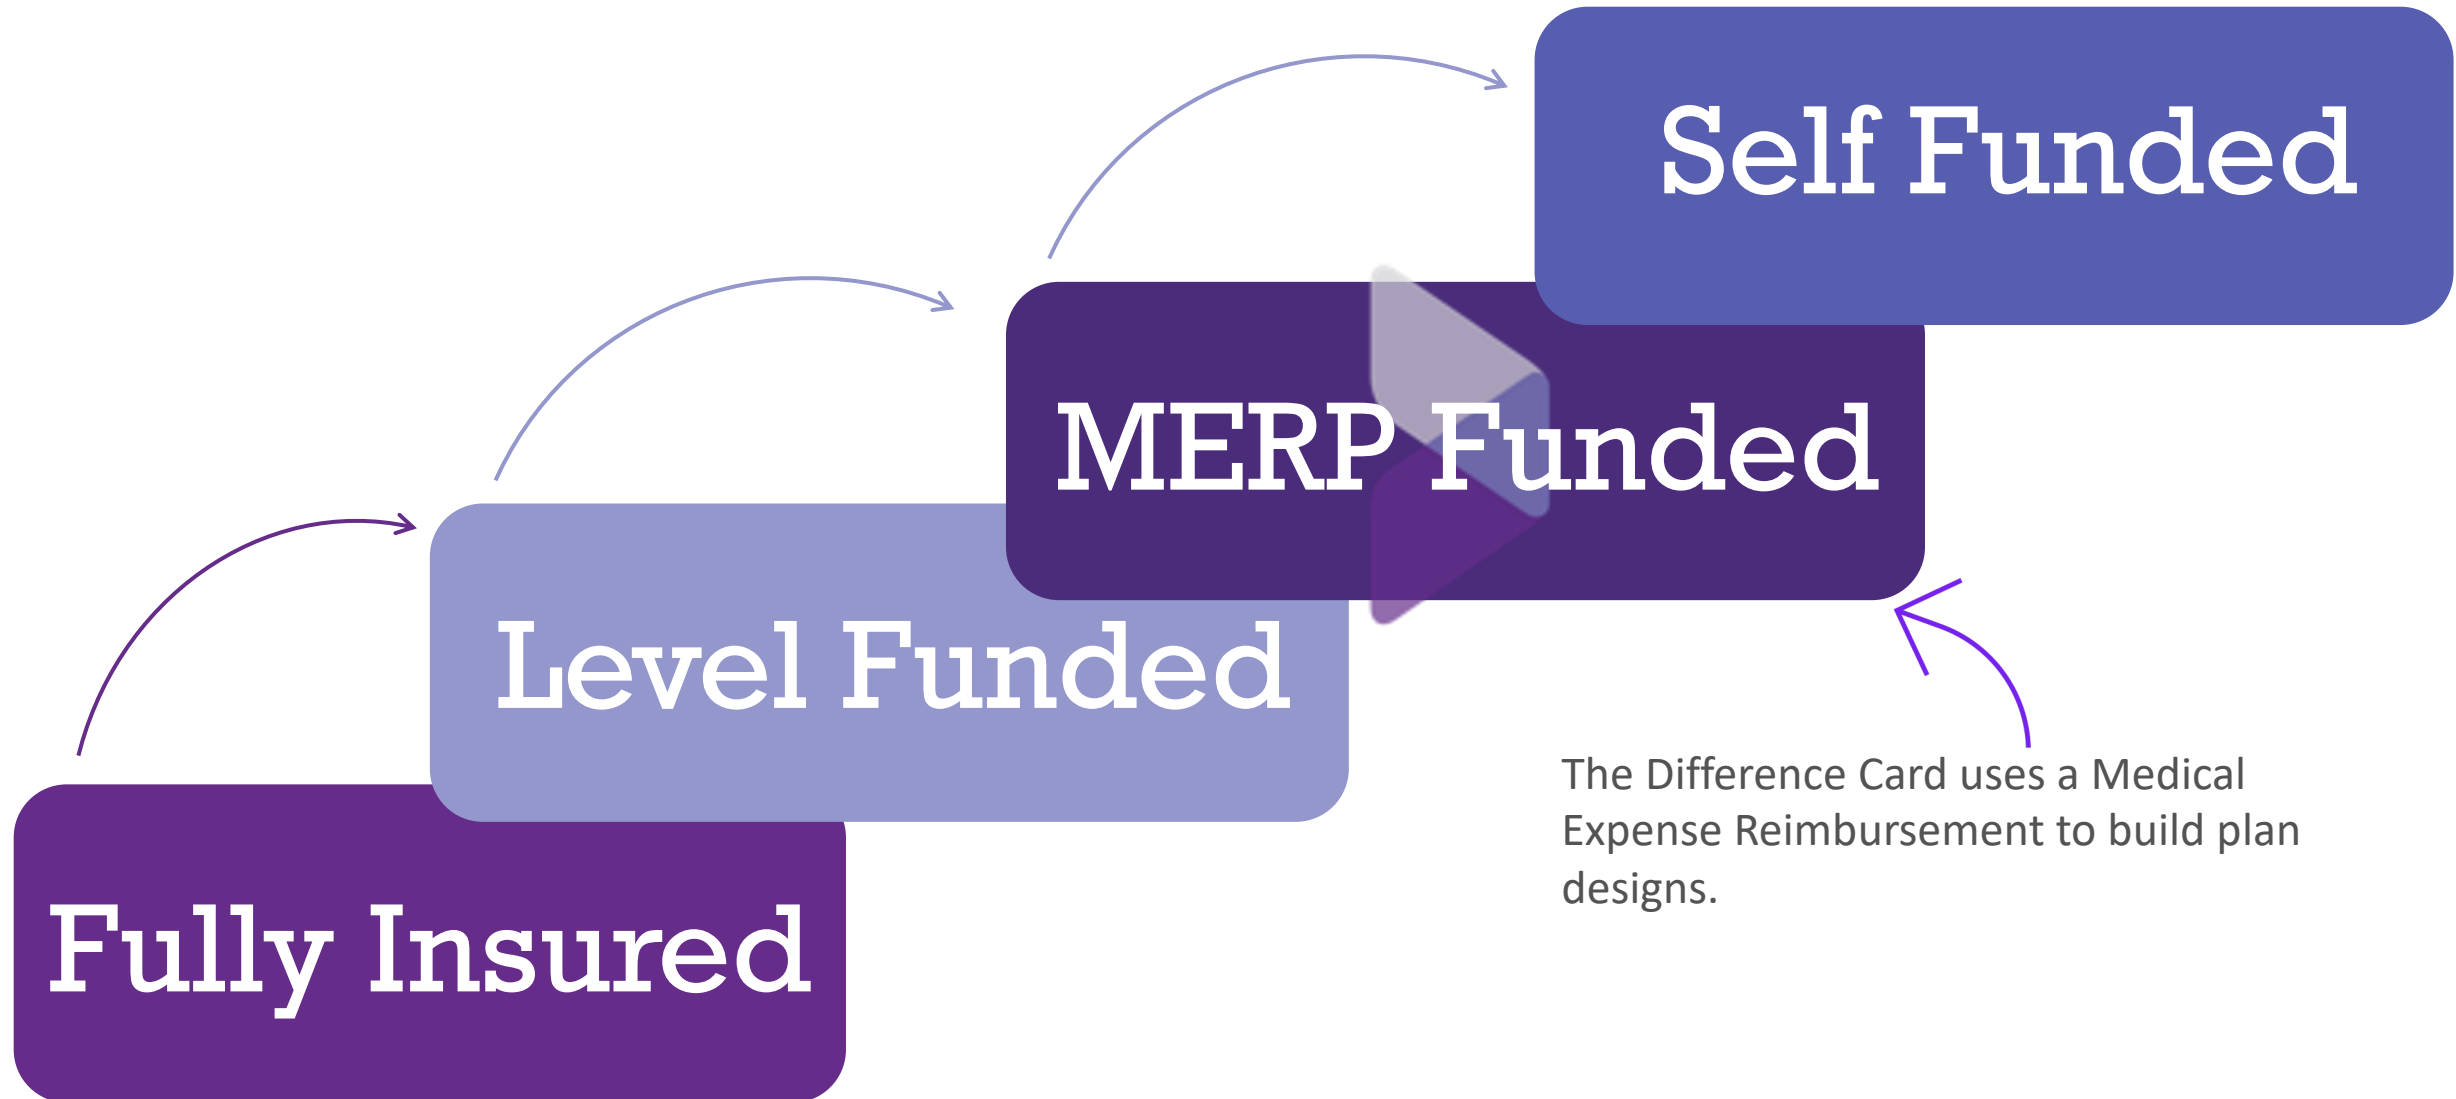 Self Funded
MERP Funded
Level Funded
Fully Insured
The Difference Card uses a Medical
Expense Reimbursement to build plan
designs.